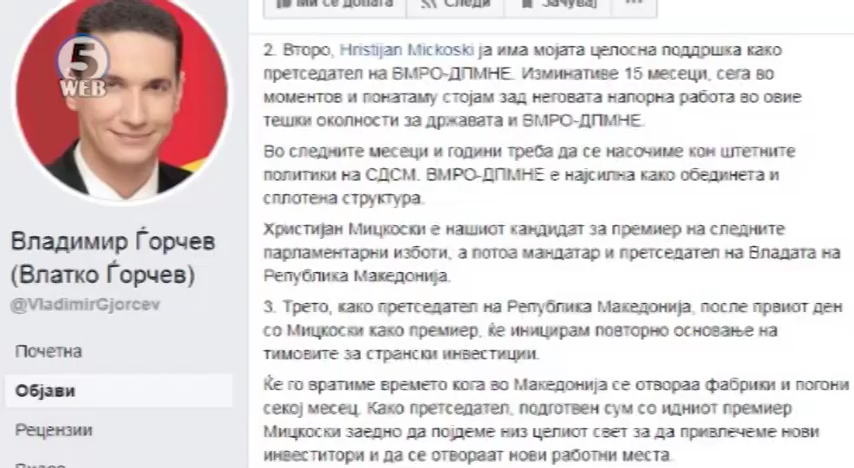 Ми се допаѓа
Следи
Зачувај
5
WEB
Владимир Ѓорчев
(Влатко Ѓорчев)
@VladimirGjorcev
Почетна
Објави
Рецензии
Видео
2. Второ, Hristijan Mickoski ја има мојата целосна поддршка како
претседател на ВМРО-ДПМНЕ. Изминативе 15 месеци, сега во
моментов и понатаму стојам зад неговата напорна работа во овие
тешки околности за државата и ВМРО-ДПМНЕ.
Во следните месеци и години треба да се насочиме кон штетните
политики на СДСМ. ВМРО-ДПМНЕ е најсилна како обединета и
сплотена структура.
Христијан Мицкоски е нашиот кандидат за премиер на следните
парламентарни изботи, а потоа мандатар и претседател на Владата на
Република Македонија.
3. Трето, како претседател на Република Македонија, после првиот ден
со Мицкоски како премиер, ќе иницирам повторно основање на
тимовите за странски инвестиции.
Ќе го вратиме времето кога во Македонија се отвораа фабрики и погони
секој месец. Како претседател, подготвен сум со идниот премиер
Мицкоски заедно да појдеме низ целиот свет за да привлечеме нови
инвеститори и да се отвораат нови работни места.